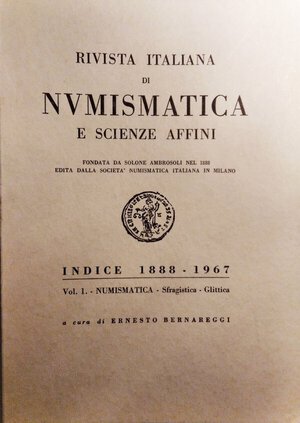 RIVISTA ITALIANA
DI
NVMISMATICA
E SCIENZE AFFINI
FONDATA DA SOLONE AMBROSOLI NEL 1888
EDITA DALLA SOCIETA' NUMISMATICA ITALIANA IN MILANO
INDICE 1888 - 1967
Vol. 1. - NUMISMATICA - Sfragistica - Glittica
a cura di ERNESTO BERNAREGGI